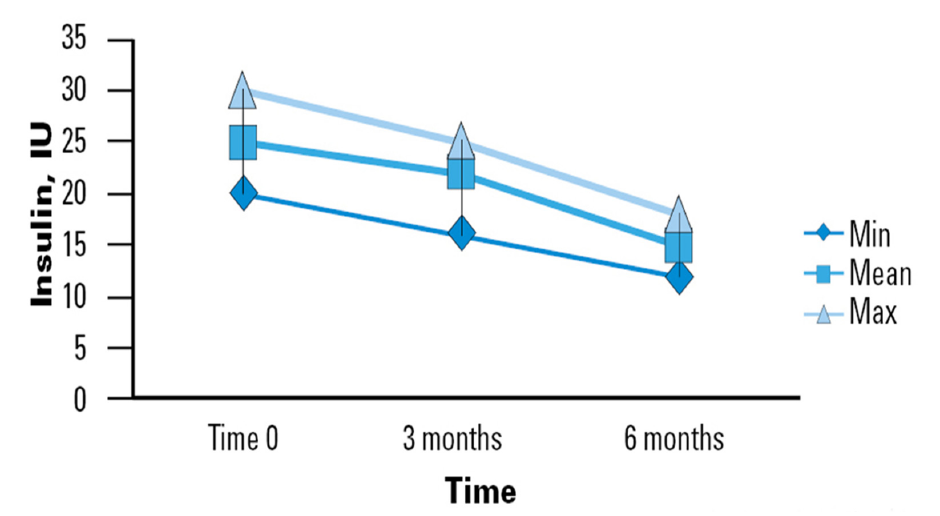 Insulin, IU
35
30
25
20
15
10
5
0
Time 0
3 months
6 months
Time
Min
Mean
Max